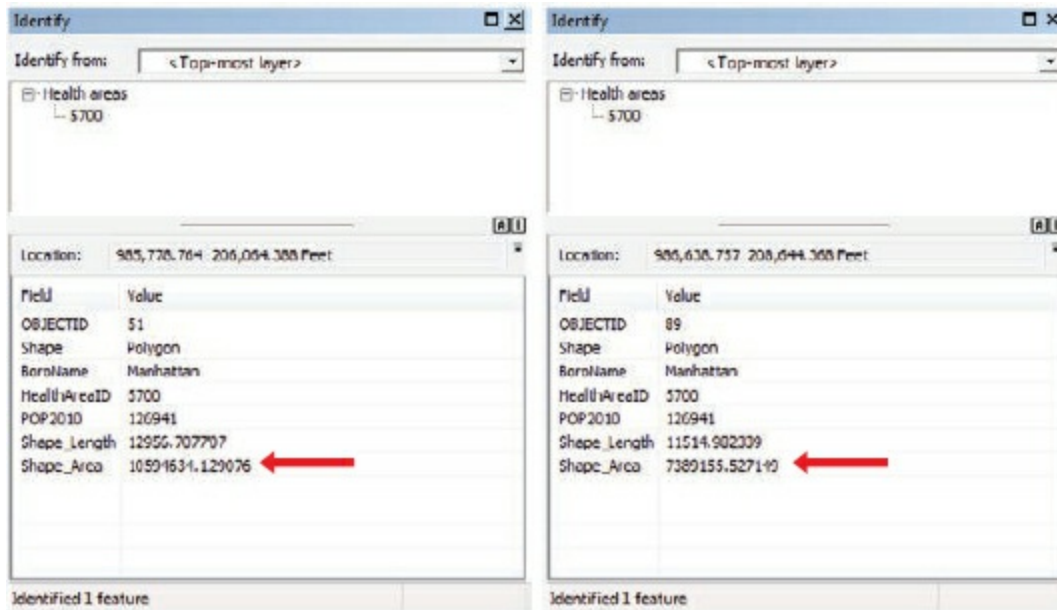 Identify
Identify from: <Top-most layer>
Health areas
5700
Location: 985,778.764 206,064.388 Feet
Field Value
OBJECTID 51
Shape Polygon
BoroName Manhattan
HealthAreaID 5700
POP2010 126941
Shape_Length 12956.707797
Shape_Area 10594634.129076
Identified 1 feature
Identify
Identify from: <Top-most layer>
Health areas
5700
Location: 986,638.757 208,644.368 Feet
Field Value
OBJECTID 89
Shape Polygon
BoroName Manhattan
HealthAreaID 5700
POP2010 126941
Shape_Length 11514.982339
Shape_Area 7389155.527149
Identified 1 feature